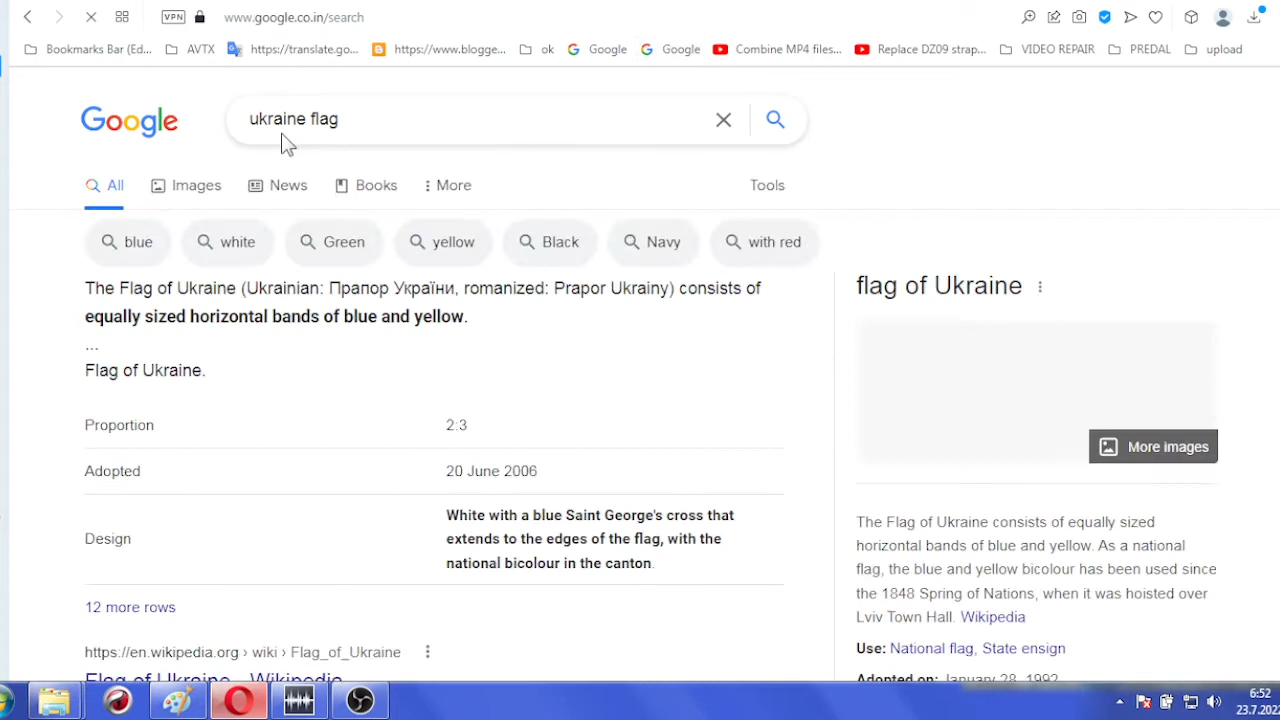 VPN
www.google.co.in/search
Bookmarks Bar (Ed...
AVTX
https://translate.go...
https://www.blogge...
ok
Google
Google
Combine MP4 files...
Replace DZ09 strap...
VIDEO REPAIR
PREDAL
upload
Google
ukraine flag
All
Images
News
Books
More
Tools
blue
white
Green
yellow
Black
Navy
with red
The Flag of Ukraine (Ukrainian: Прапор України, romanized: Prapor Ukrainy) consists of
equally sized horizontal bands of blue and yellow.
...
Flag of Ukraine.
Proportion 2:3
Adopted 20 June 2006
Design White with a blue Saint George's cross that
extends to the edges of the flag, with the
national bicolour in the canton.
12 more rows
https://en.wikipedia.org › wiki › Flag_of_Ukraine
Flag of Ukraine - Wikipedia
flag of Ukraine
More images
The Flag of Ukraine consists of equally sized
horizontal bands of blue and yellow. As a national
flag, the blue and yellow bicolour has been used since
the 1848 Spring of Nations, when it was hoisted over
Lviv Town Hall. Wikipedia
Use: National flag, State ensign
Adopted on: January 28, 1992
6:52
23.7.202